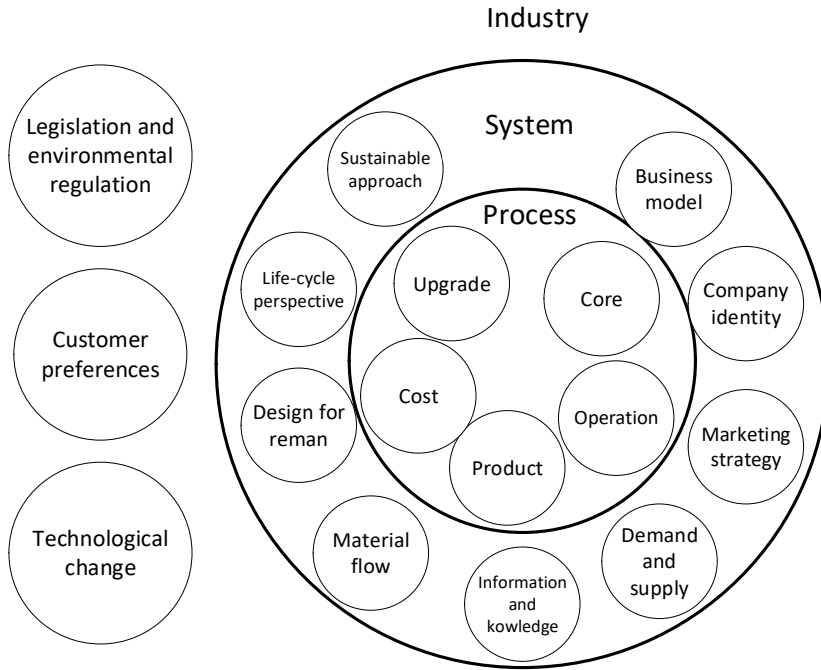 Industry
Legislation and
environmental
regulation
Customer
preferences
Technological
change
System
Sustainable
approach
Business
model
Life-cycle
perspective
Company
identity
Design for
reman
Marketing
strategy
Material
flow
Information
and
kowledge
Demand
and
supply
Process
Upgrade
Core
Cost
Operation
Product